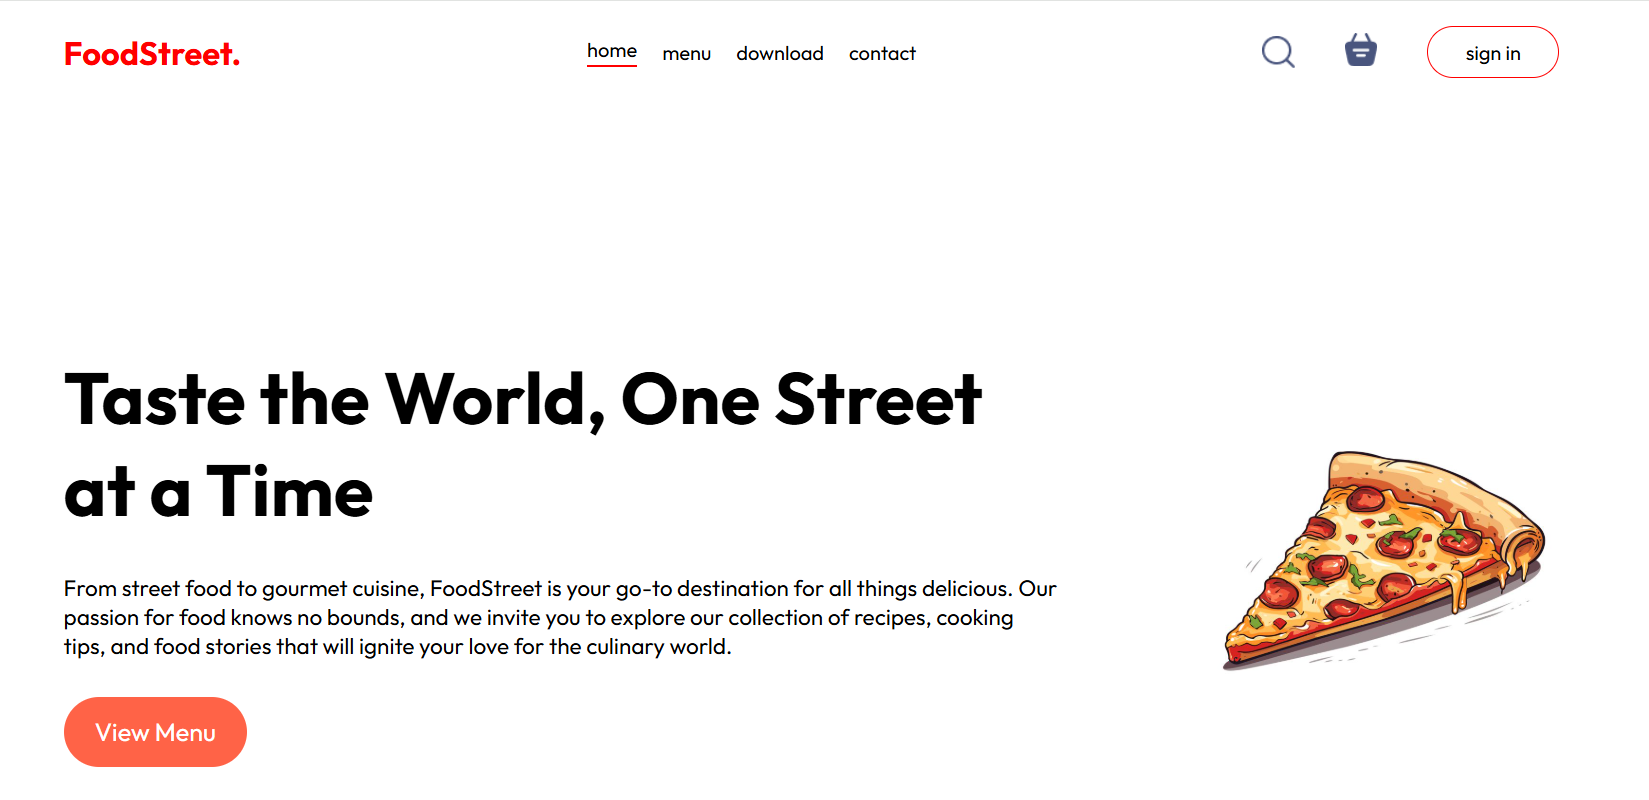 FoodStreet.
home menu download contact
sign in
Taste the World, One Street
at a Time
From street food to gourmet cuisine, FoodStreet is your go-to destination for all things delicious. Our
passion for food knows no bounds, and we invite you to explore our collection of recipes, cooking
tips, and food stories that will ignite your love for the culinary world.
View Menu